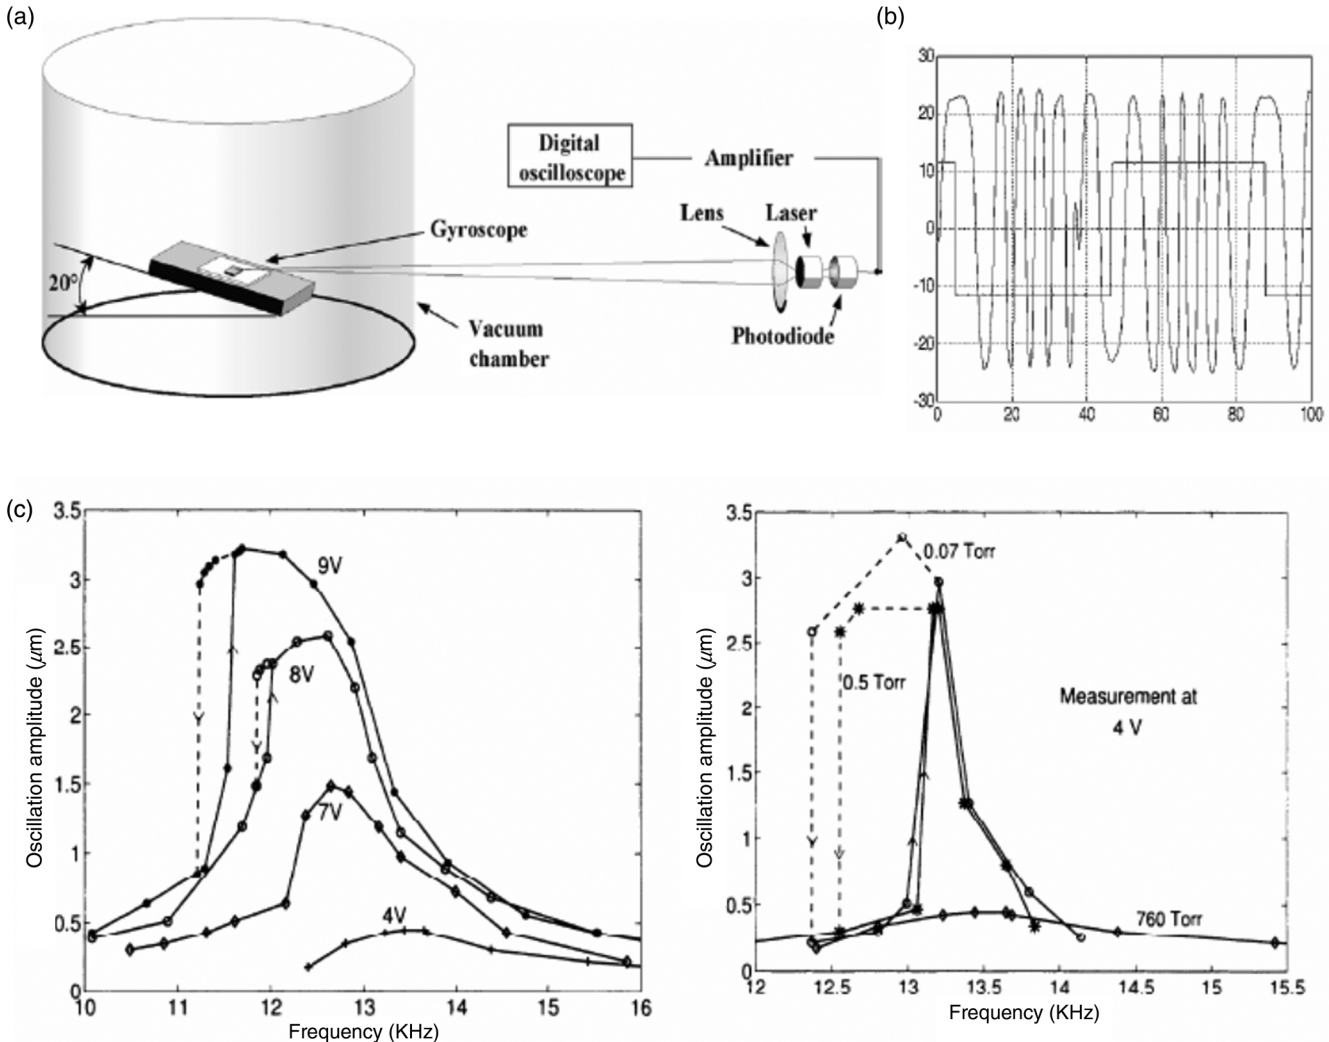 (a)
Digital
oscilloscope
Amplifier
Lens
Laser
Gyroscope
20°
Vacuum
chamber
Photodiode
(b)
30
20
10
0
-10
-20
-30
0 20 40 60 80 100
(c)
3.5
3
2.5
2
1.5
1
0.5
0
Oscillation amplitude (μm)
9V
8V
7V
4V
10 11 12 13 14 15 16
Frequency (KHz)
3.5
3
2.5
2
1.5
1
0.5
0
Oscillation amplitude (μm)
0.07 Torr
0.5 Torr
Measurement at
4 V
760 Torr
12 12.5 13 13.5 14 14.5 15 15.5
Frequency (KHz)